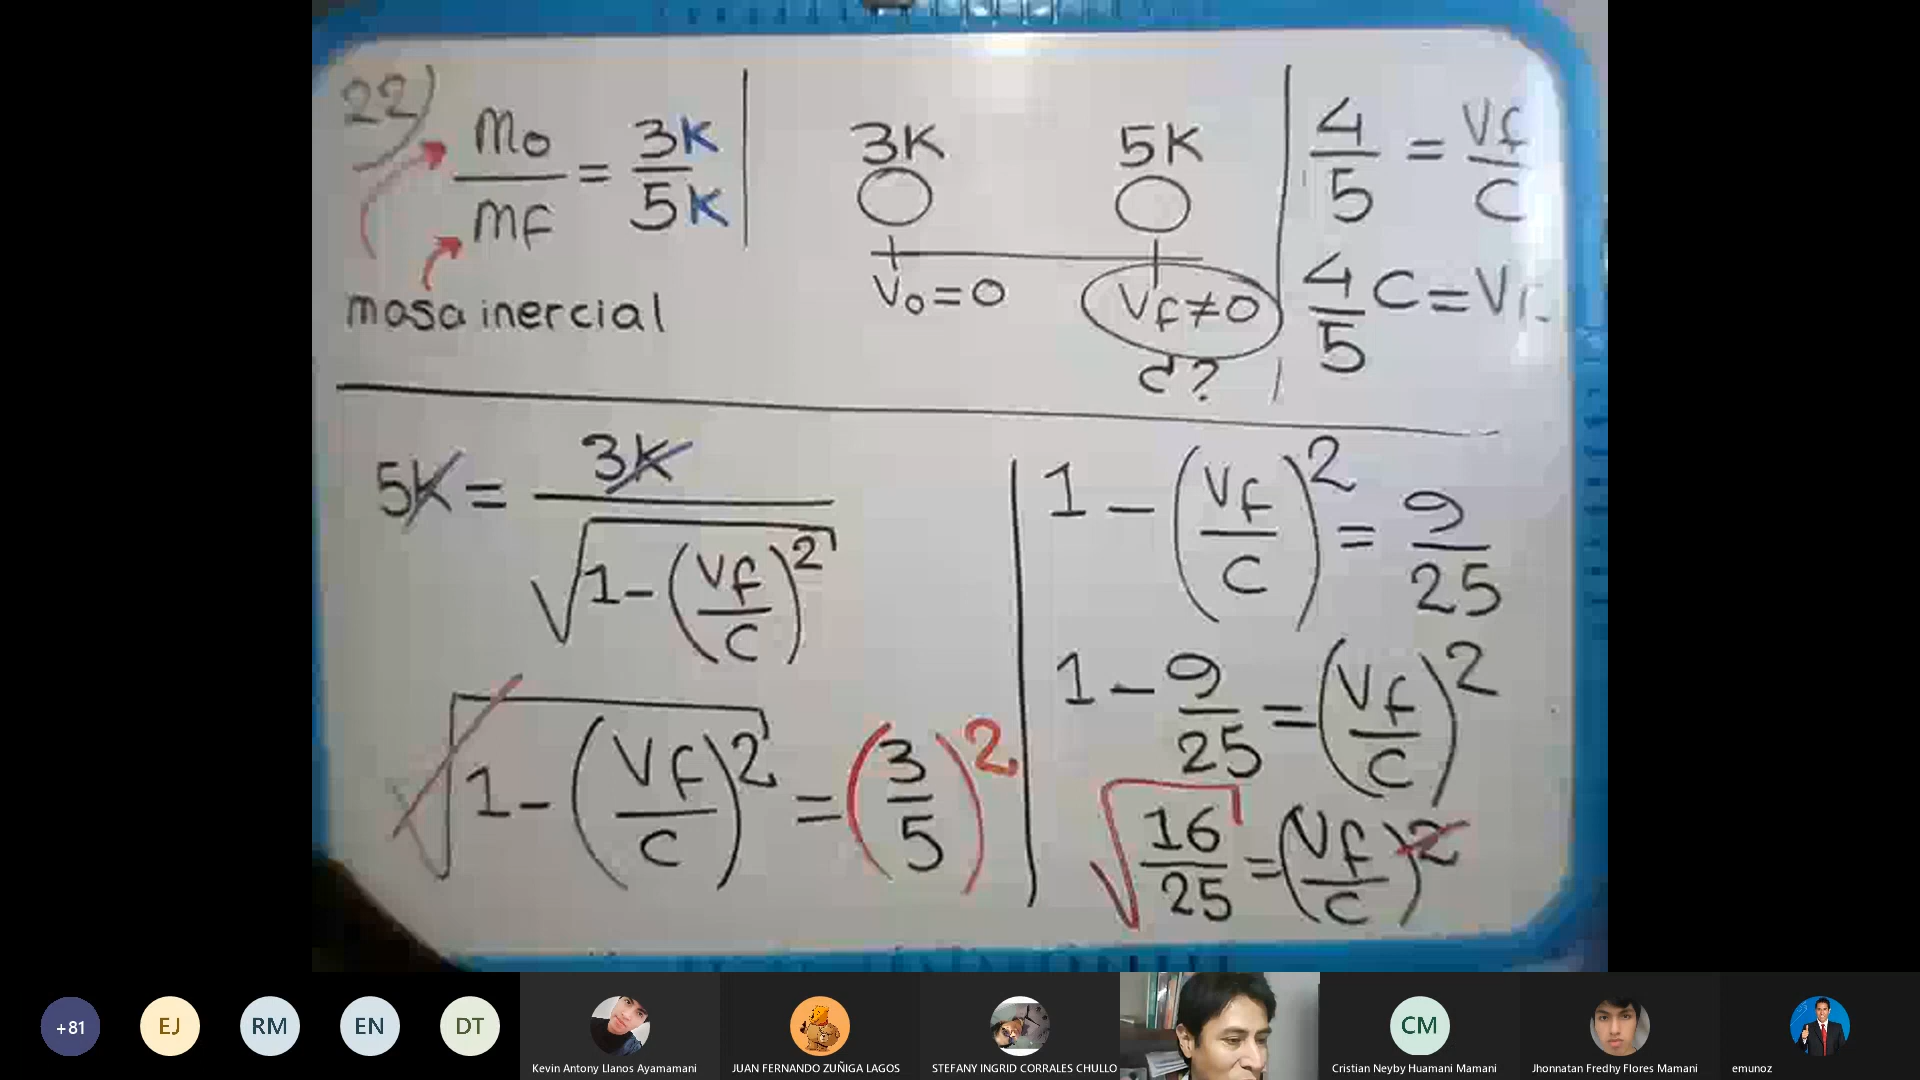 22)
mo/mf = 3K/5K
masa inercial
3K 5K
Vo=0 Vf≠0
¿?
4/5 = Vf/C
4/5 C = Vf
5K = 3K/√(1-(Vf/C)²)
√(1-(Vf/C)²) = (3/5)²
1-(Vf/C)² = 9/25
1-9/25 = (Vf/C)²
√(16/25) = (Vf/C)²
+81
EJ
RM
EN
DT
Kevin Antony Llanos Ayamamani
JUAN FERNANDO ZUÑIGA LAGOS
STEFANY INGRID CORRALES CHULLO
CM
Cristian Neyby Huamani Mamani
Jhonnatan Fredhy Flores Mamani
emunoz